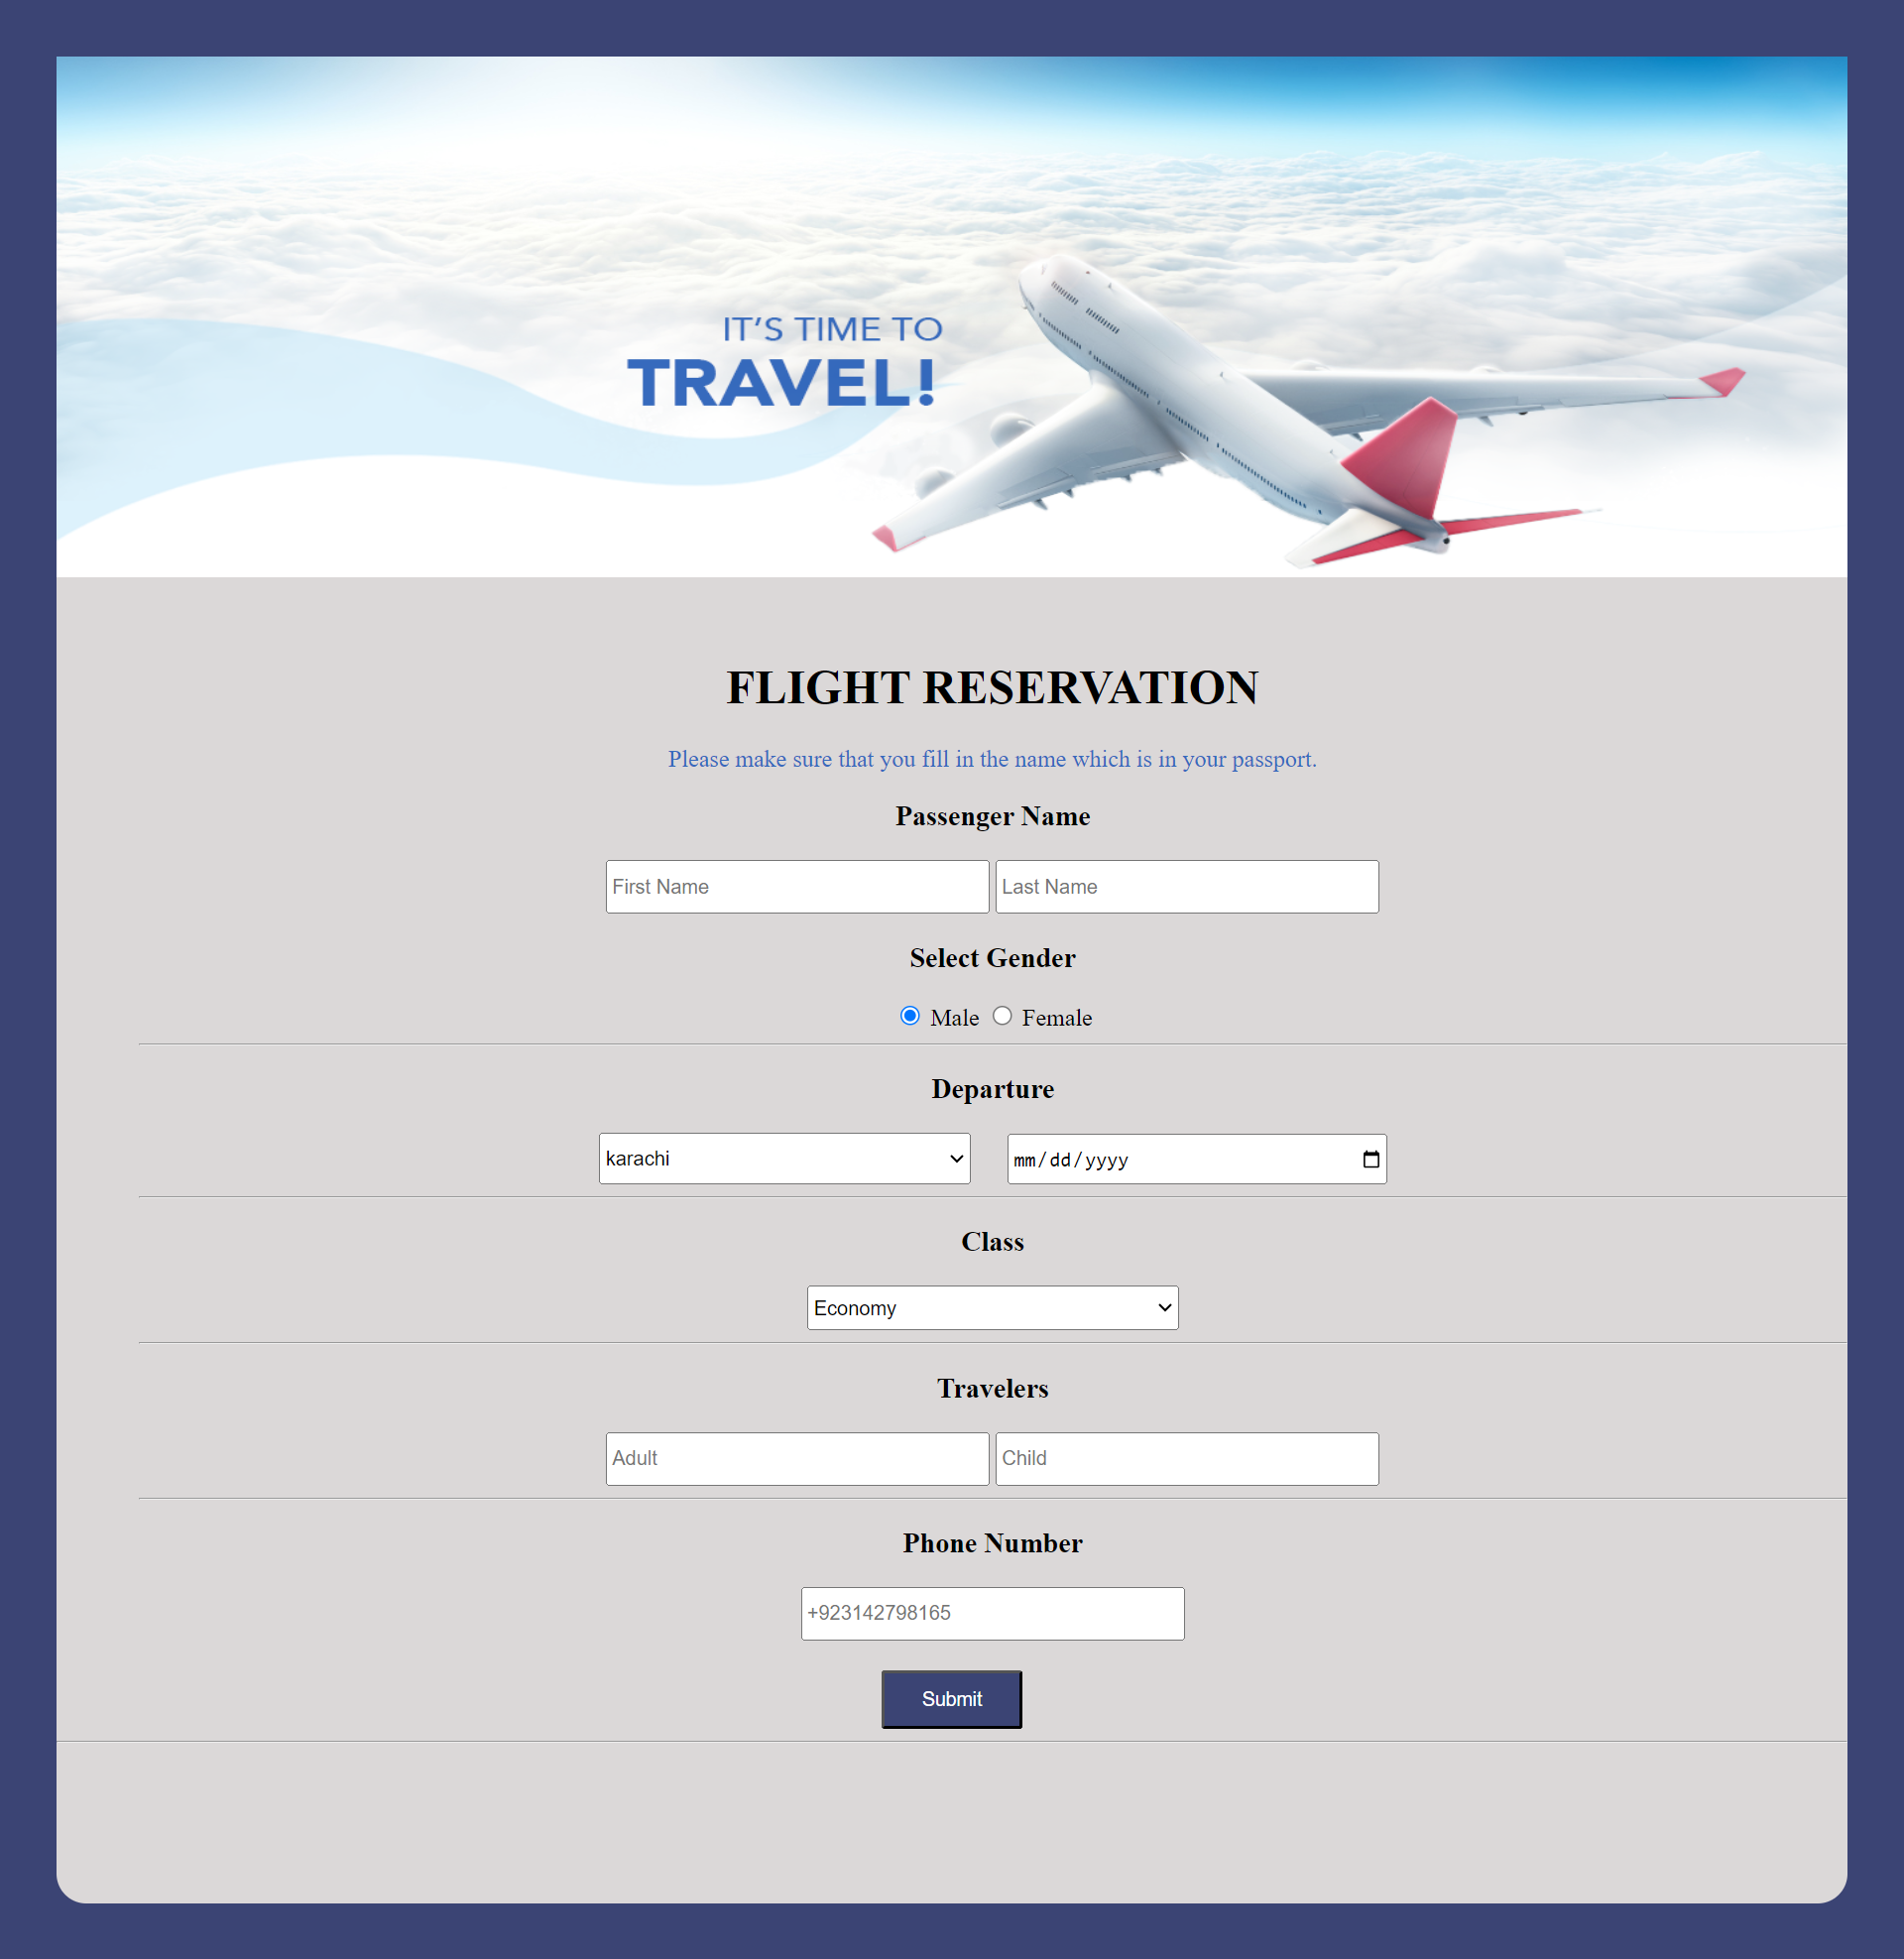 IT'S TIME TO
TRAVEL!
FLIGHT RESERVATION
Please make sure that you fill in the name which is in your passport.
Passenger Name
First Name Last Name
Select Gender
Male Female
Departure
karachi mm/dd/yyyy
Class
Economy
Travelers
Adult Child
Phone Number
+923142798165
Submit